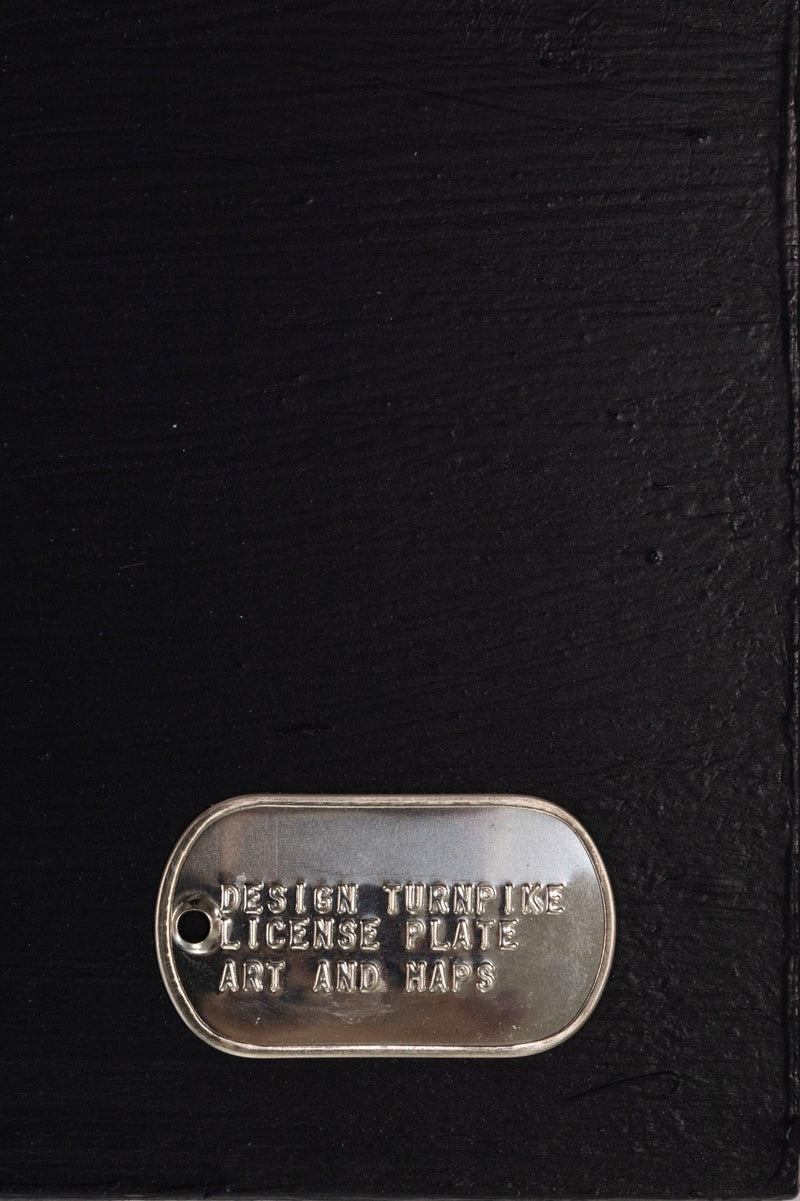 DESIGN TURNPIKE
LICENSE PLATE
ART AND MAPS